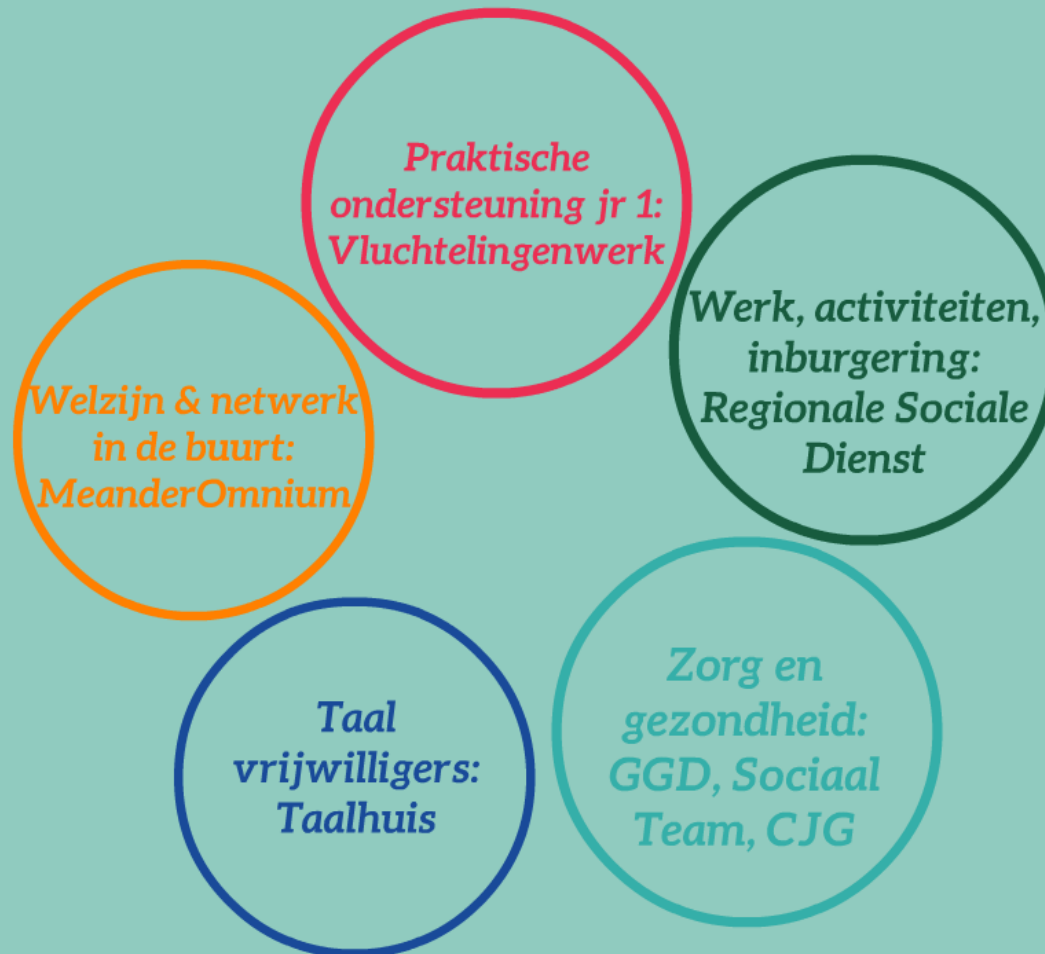 Praktische
ondersteuning jr 1:
Vluchtelingenwerk
Werk, activiteiten,
inburgering:
Regionale Sociale
Dienst
Welzijn & netwerk
in de buurt:
MeanderOmnium
Zorg en
gezondheid:
GGD, Sociaal
Team, CJG
Taal
vrijwilligers:
Taalhuis